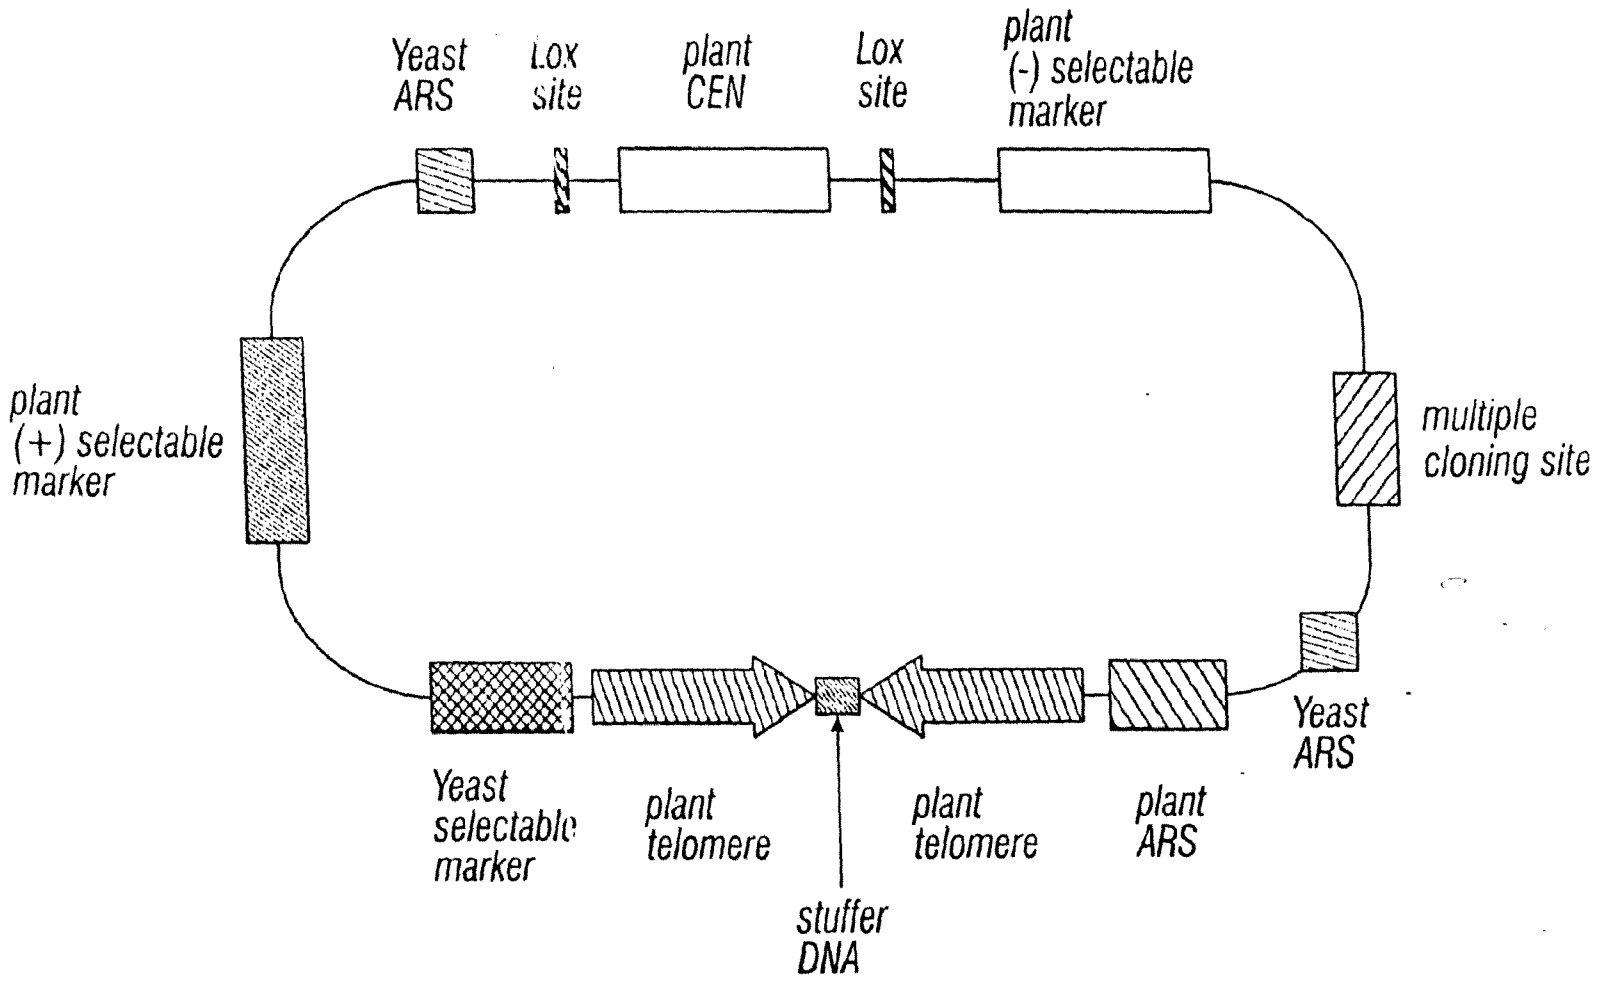 Yeast
ARS
Lox
site
plant
CEN
Lox
site
plant
(-) selectable
marker
plant
(+) selectable
marker
multiple
cloning site
Yeast
ARS
Yeast
selectable
marker
plant
telomere
plant
telomere
plant
ARS
stuffer
DNA